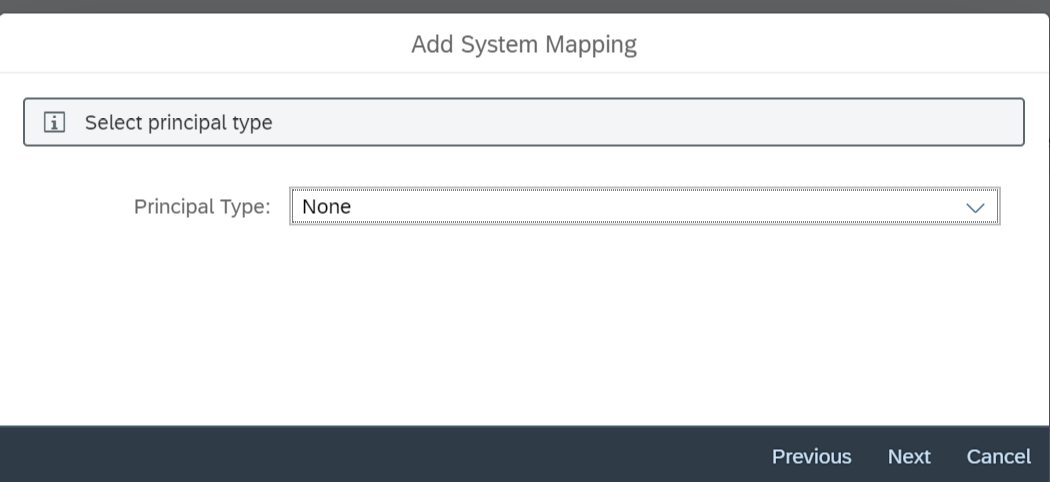 Add System Mapping
Select principal type
Principal Type: None
Previous Next Cancel